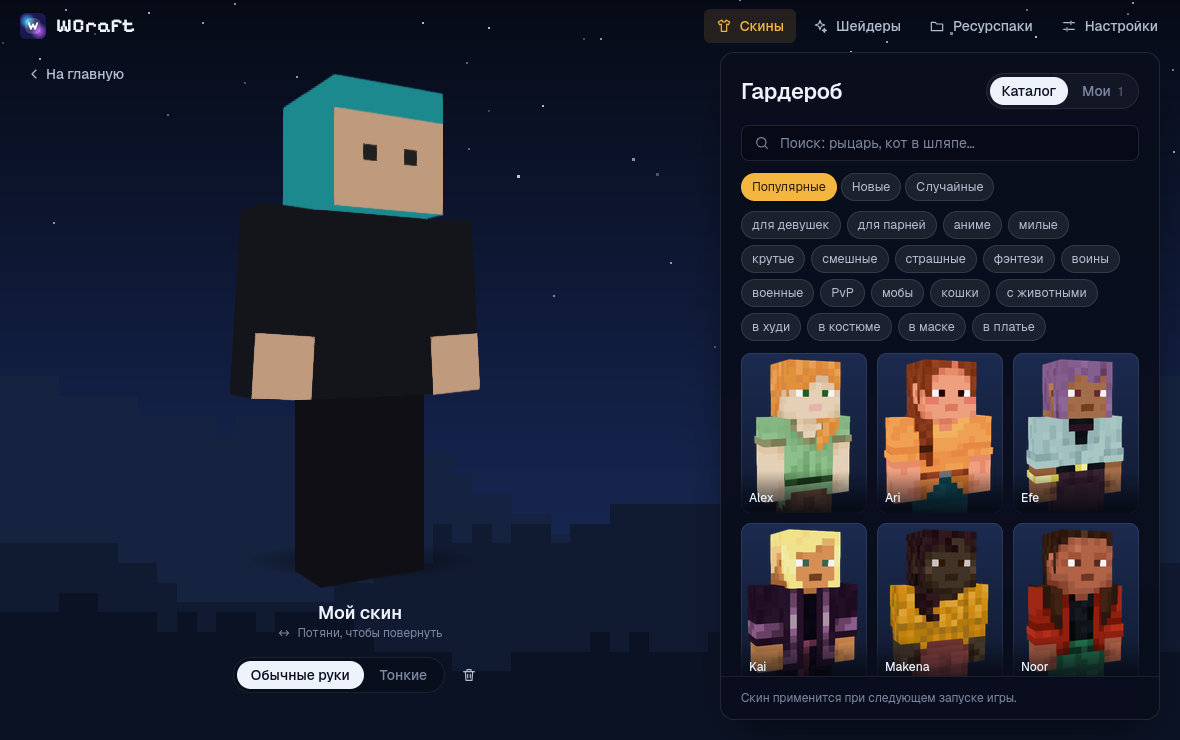 WCraft
Скины
Шейдеры
Ресурспаки
Настройки
На главную
Гардероб
Каталог
Мои 1
Поиск: рыцарь, кот в шляпе…
Популярные
Новые
Случайные
для девушек
для парней
аниме
милые
крутые
смешные
страшные
фэнтези
воины
военные
PvP
мобы
кошки
с животными
в худи
в костюме
в маске
в платье
Alex
Ari
Efe
Kai
Makena
Noor
Скин применится при следующем запуске игры.
Мой скин
Потяни, чтобы повернуть
Обычные руки
Тонкие